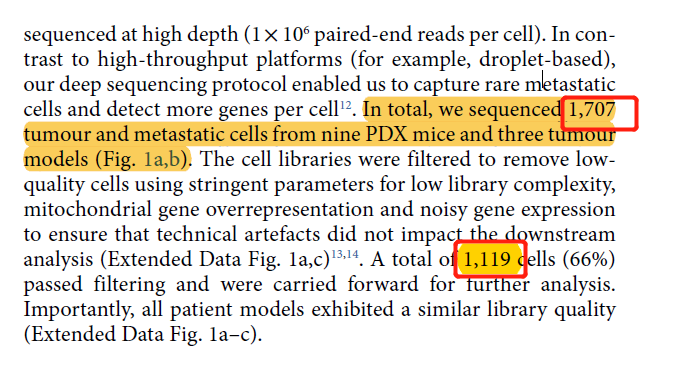 sequenced at high depth (1 × 10⁶ paired-end reads per cell). In con-
trast to high-throughput platforms (for example, droplet-based),
our deep sequencing protocol enabled us to capture rare metastatic
cells and detect more genes per cell¹². In total, we sequenced 1,707
tumour and metastatic cells from nine PDX mice and three tumour
models (Fig. 1a,b). The cell libraries were filtered to remove low-
quality cells using stringent parameters for low library complexity,
mitochondrial gene overrepresentation and noisy gene expression
to ensure that technical artefacts did not impact the downstream
analysis (Extended Data Fig. 1a,c)¹³,¹⁴. A total of 1,119 cells (66%)
passed filtering and were carried forward for further analysis.
Importantly, all patient models exhibited a similar library quality
(Extended Data Fig. 1a–c).